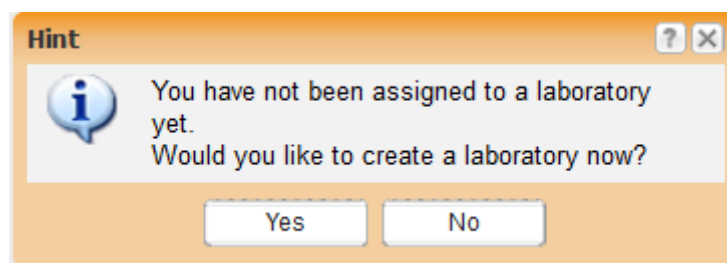 Hint
You have not been assigned to a laboratory
yet.
Would you like to create a laboratory now?
Yes No